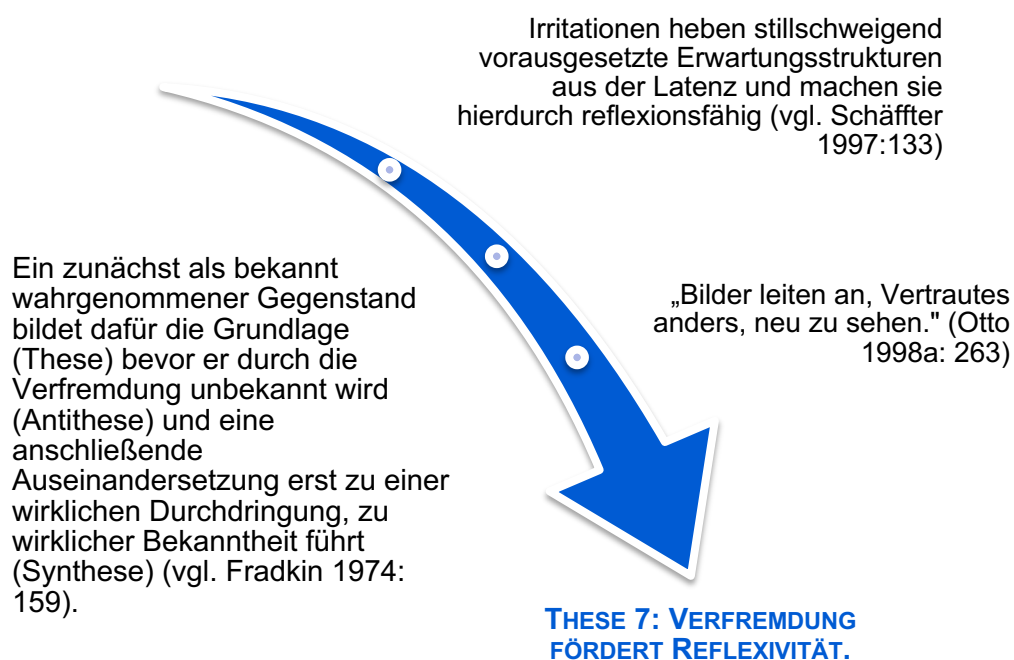 Irritationen heben stillschweigend
vorausgesetzte Erwartungsstrukturen
aus der Latenz und machen sie
hierdurch reflexionsfähig (vgl. Schäffter
1997:133)
Ein zunächst als bekannt
wahrgenommener Gegenstand
bildet dafür die Grundlage
(These) bevor er durch die
Verfremdung unbekannt wird
(Antithese) und eine
anschließende
Auseinandersetzung erst zu einer
wirklichen Durchdringung, zu
wirklicher Bekanntheit führt
(Synthese) (vgl. Fradkin 1974:
159).
„Bilder leiten an, Vertrautes
anders, neu zu sehen." (Otto
1998a: 263)
THESE 7: VERFREMDUNG
FÖRDERT REFLEXIVITÄT.